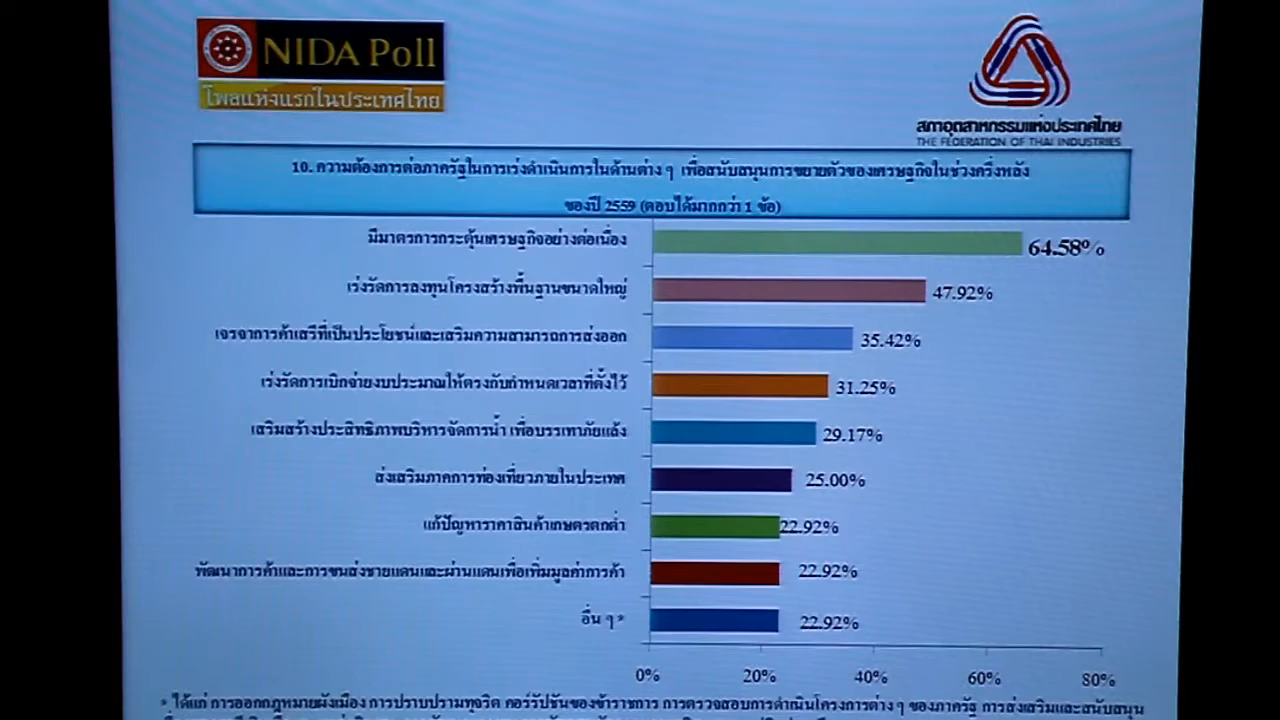 NIDA Poll
โพลแห่งแรกในประเทศไทย
สภาอุตสาหกรรมแห่งประเทศไทย
THE FEDERATION OF THAI INDUSTRIES
10. ความต้องการต่อภาครัฐในการเร่งดำเนินการในด้านต่าง ๆ เพื่อสนับสนุนการขยายตัวของเศรษฐกิจในช่วงครึ่งหลัง
ของปี 2559 (ตอบได้มากกว่า 1 ข้อ)
มีมาตรการกระตุ้นเศรษฐกิจอย่างต่อเนื่อง 64.58%
เร่งรัดการลงทุนโครงสร้างพื้นฐานขนาดใหญ่ 47.92%
เจรจาการค้าเสรีที่เป็นประโยชน์และเสริมความสามารถการส่งออก 35.42%
เร่งรัดการเบิกจ่ายงบประมาณให้ตรงกับกำหนดเวลาที่ตั้งไว้ 31.25%
เสริมสร้างประสิทธิภาพบริหารจัดการน้ำ เพื่อบรรเทาภัยแล้ง 29.17%
ส่งเสริมภาคการท่องเที่ยวภายในประเทศ 25.00%
แก้ปัญหาราคาสินค้าเกษตรตกต่ำ 22.92%
พัฒนาการค้าและการขนส่งชายแดนและผ่านแดนเพื่อเพิ่มมูลค่าการค้า 22.92%
อื่น ๆ * 22.92%
0% 20% 40% 60% 80%
* ได้แก่ การออกกฎหมายผังเมือง การปราบปรามทุจริต คอร์รัปชันของข้าราชการ การตรวจสอบการดำเนินโครงการต่าง ๆ ของภาครัฐ การส่งเสริมและสนับสนุน